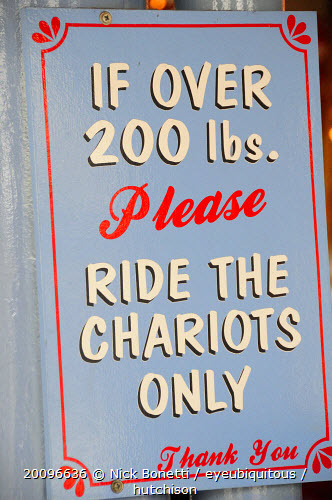 IF OVER
200 lbs.
Please
RIDE THE
CHARIOTS
ONLY
Thank You
20096636 © Nick Bonetti / eyeubiquitous /
hutchison